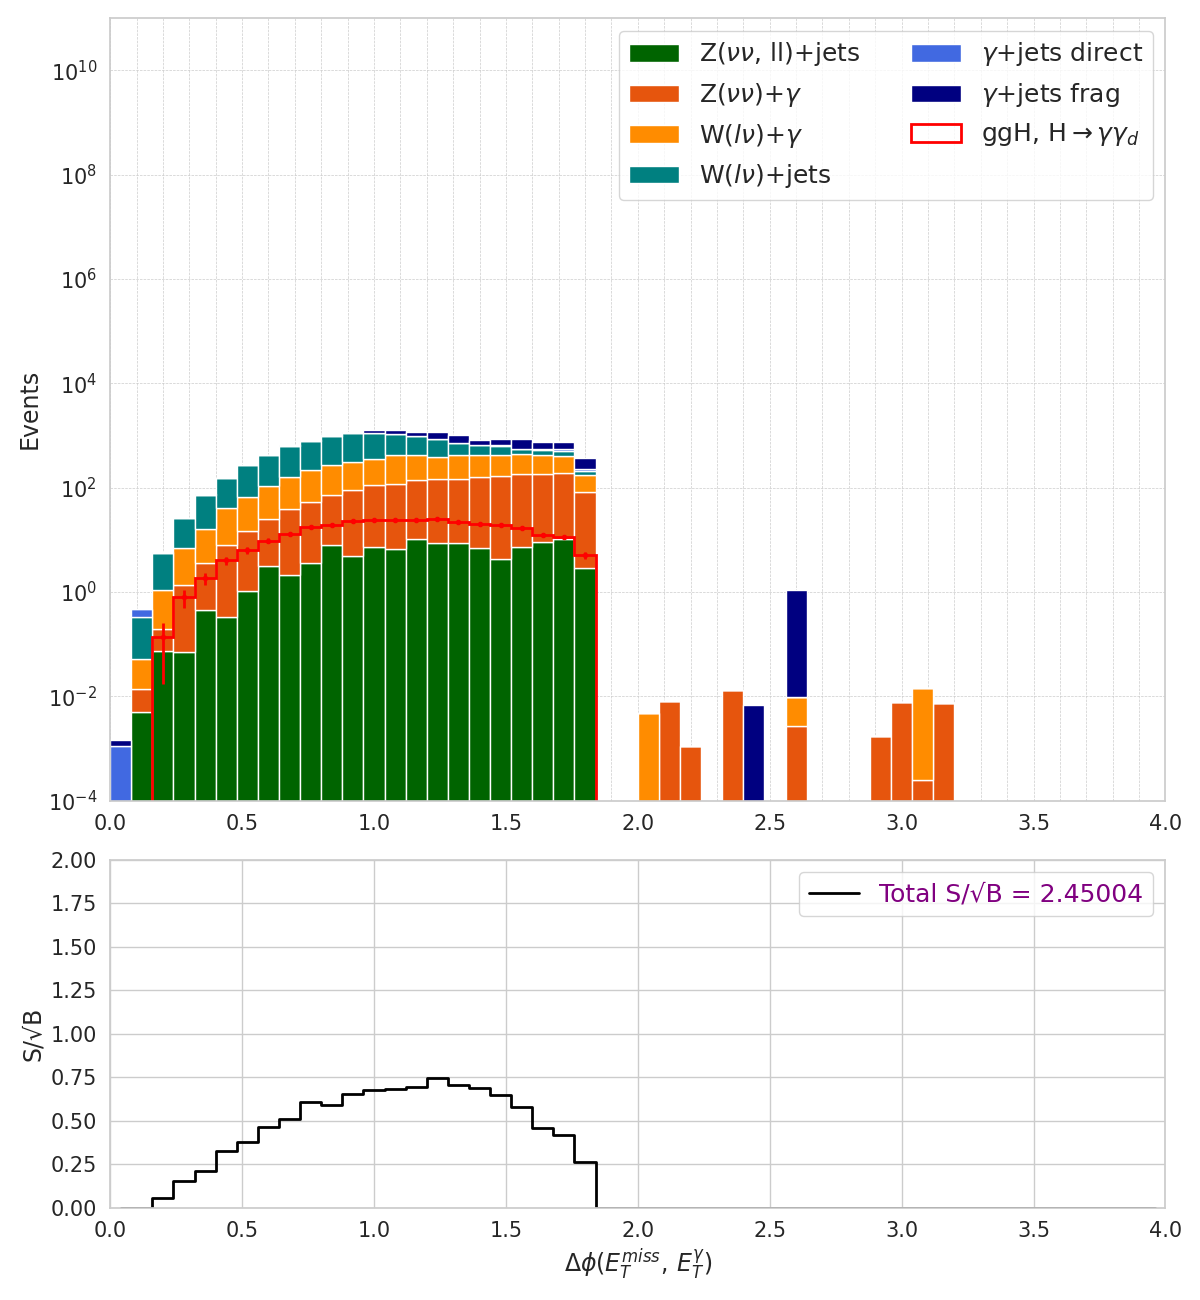 Z(νν, ll)+jets
Z(νν)+γ
W(lν)+γ
W(lν)+jets
γ+jets direct
γ+jets frag
ggH, H→γγ_d
Events
10^10
10^8
10^6
10^4
10^2
10^0
10^−2
10^−4
0.0 0.5 1.0 1.5 2.0 2.5 3.0 3.5 4.0
Total S/√B = 2.45004
S/√B
2.00
1.75
1.50
1.25
1.00
0.75
0.50
0.25
0.00
0.0 0.5 1.0 1.5 2.0 2.5 3.0 3.5 4.0
Δϕ(E_T^miss, E_T^γ)